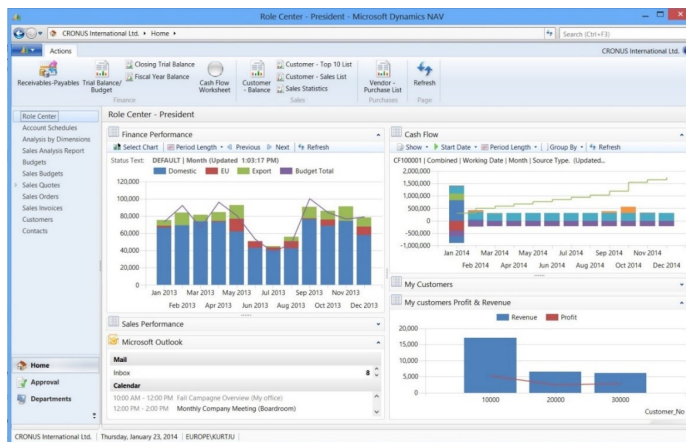 Role Center - President - Microsoft Dynamics NAV
CRONUS International Ltd. Home
Search (Ctrl+F3)
Actions
CRONUS International Ltd.
Receivables-Payables
Trial Balance/ Budget
Closing Trial Balance
Fiscal Year Balance
Cash Flow Worksheet
Customer - Balance
Customer - Top 10 List
Customer - Sales List
Sales Statistics
Vendor - Purchase List
Refresh
Finance
Sales
Purchases
Page
Role Center
Account Schedules
Analysis by Dimensions
Sales Analysis Report
Budgets
Sales Budgets
Sales Quotes
Sales Orders
Sales Invoices
Customers
Contacts
Home
Approval
Departments
Role Center - President
Finance Performance
Select Chart Period Length Previous Next Refresh
Status Text: DEFAULT | Month (Updated 1:03:17 PM)
Domestic EU Export Budget Total
120,000
100,000
80,000
60,000
40,000
20,000
0
Jan 2013 Mar 2013 May 2013 Jul 2013 Sep 2013 Nov 2013
Feb 2013 Apr 2013 Jun 2013 Aug 2013 Oct 2013 Dec 2013
Sales Performance
Microsoft Outlook
Mail
Inbox 8
Calendar
10:00 AM - 12:00 PM Fall Campagne Overview (My office)
12:00 PM - 2:00 PM Monthly Company Meeting (Boardroom)
Cash Flow
Show Start Date Period Length Group By Refresh
CF100001 | Combined | Working Date | Month | Source Type. (Updated...
2,000,000
1,500,000
1,000,000
500,000
0
-500,000
-1,000,000
Jan 2014 Mar 2014 May 2014 Jul 2014 Sep 2014 Nov 2014
Feb 2014 Apr 2014 Jun 2014 Aug 2014 Oct 2014 Dec 2014
My Customers
My customers Profit & Revenue
Revenue Profit
20,000
15,000
10,000
5,000
0
10000 20000 30000
Customer_No
CRONUS International Ltd. Thursday, January 23, 2014 EUROPE\KURTJU